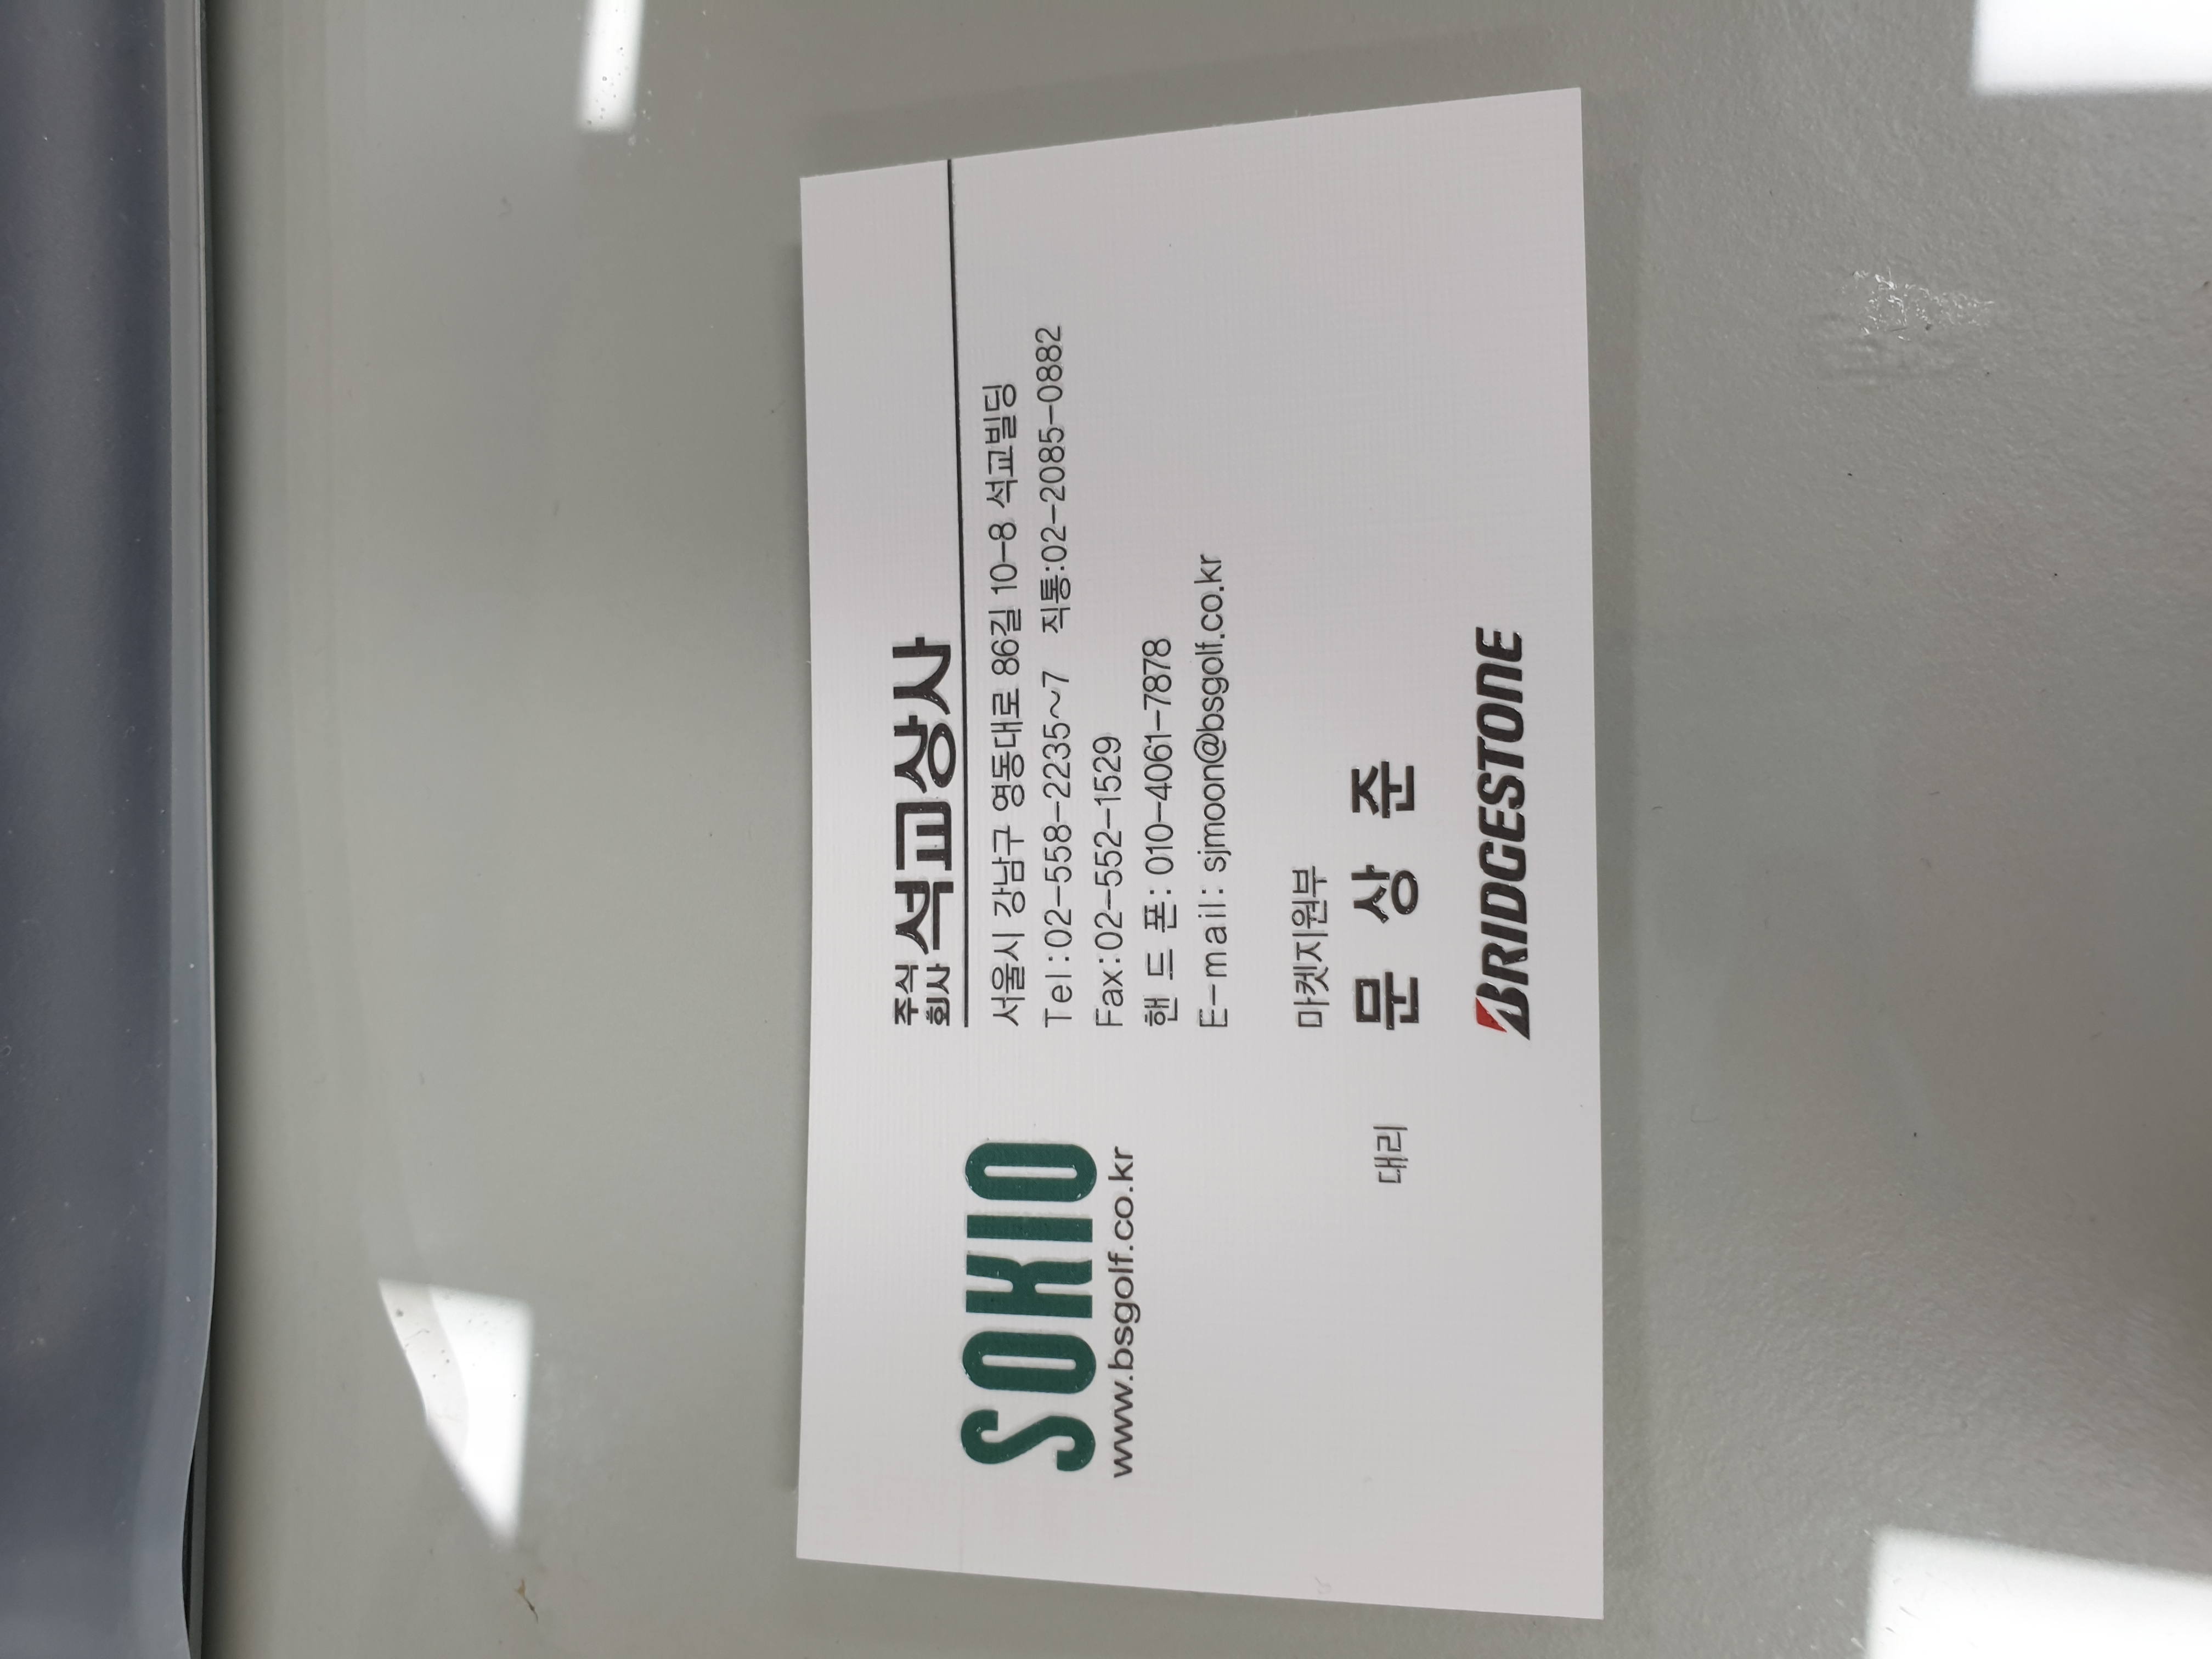 SOKIO
www.bsgolf.co.kr
주식회사 석교상사
서울시 강남구 영동대로 86길 10-8 석교빌딩
Tel:02-558-2235~7 직통:02-2085-0882
Fax:02-552-1529
핸 드 폰: 010-4061-7878
E-mail: sjmoon@bsgolf.co.kr
마켓지원부
대리 문 상 준
BRIDGESTONE